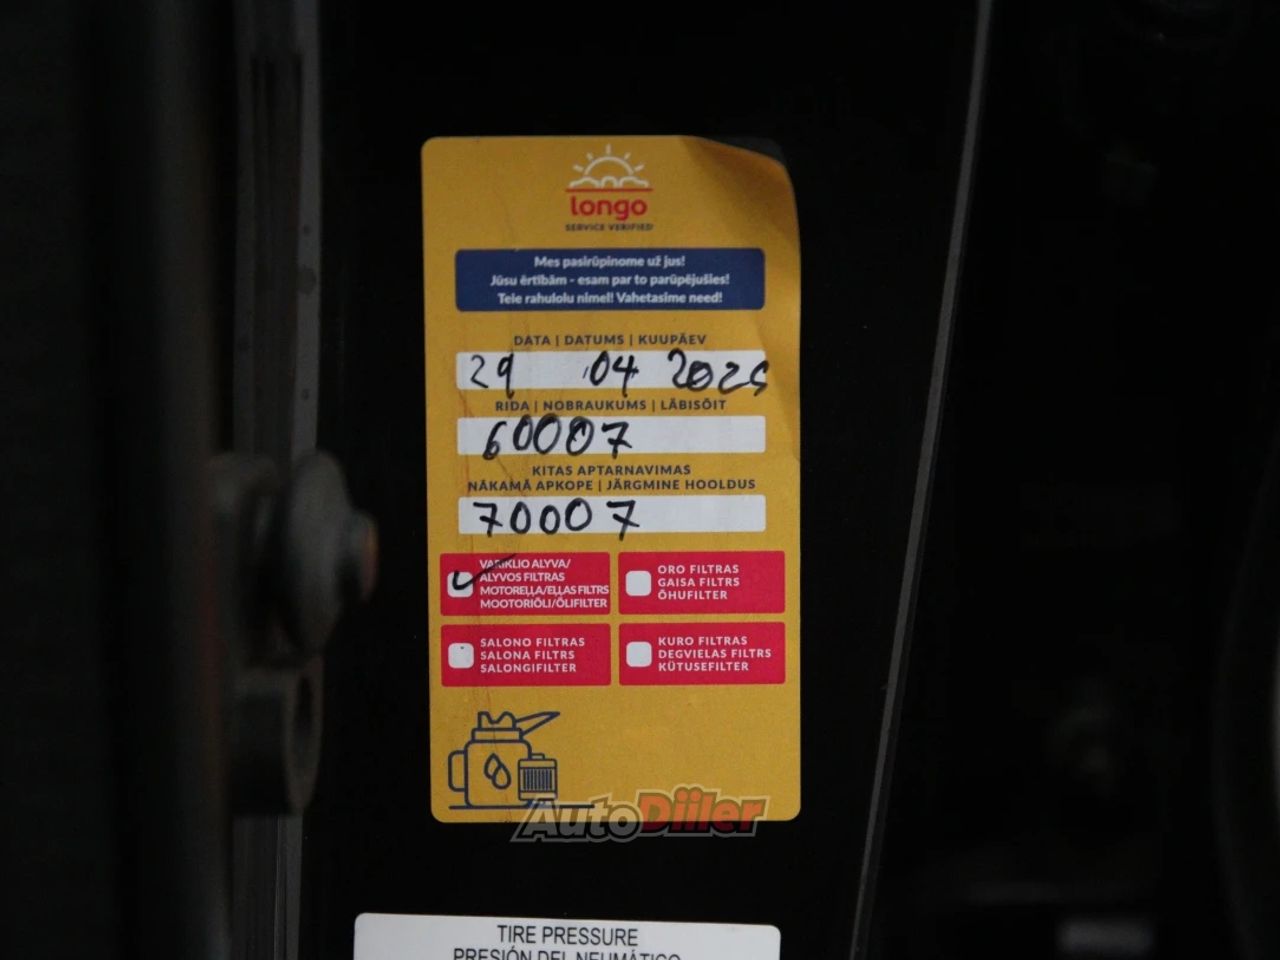 longo
SERVICE VERIFIED
Mes pasirūpinome už jus!
Jūsu ērtībām - esam par to parūpējušies!
Teie rahulolu nimel! Vahetasime need!
DATA | DATUMS | KUUPÄEV
29 04 2025
RIDA | NOBRAUKUMS | LÄBISÕIT
60007
KITAS APTARNAVIMAS
NĀKAMĀ APKOPE | JÄRGMINE HOOLDUS
70007
VARIKLIO ALYVA/
ALYVOS FILTRAS
MOTOREĻĻA/EĻĻAS FILTRS
MOOTORIÕLI/ÕLIFILTER
ORO FILTRAS
GAISA FILTRS
ÕHUFILTER
SALONO FILTRAS
SALONA FILTRS
SALONGIFILTER
KURO FILTRAS
DEGVIELAS FILTRS
KÜTUSEFILTER
AutoDiiler
TIRE PRESSURE
PRESIÓN DEL NEUMÁTICO